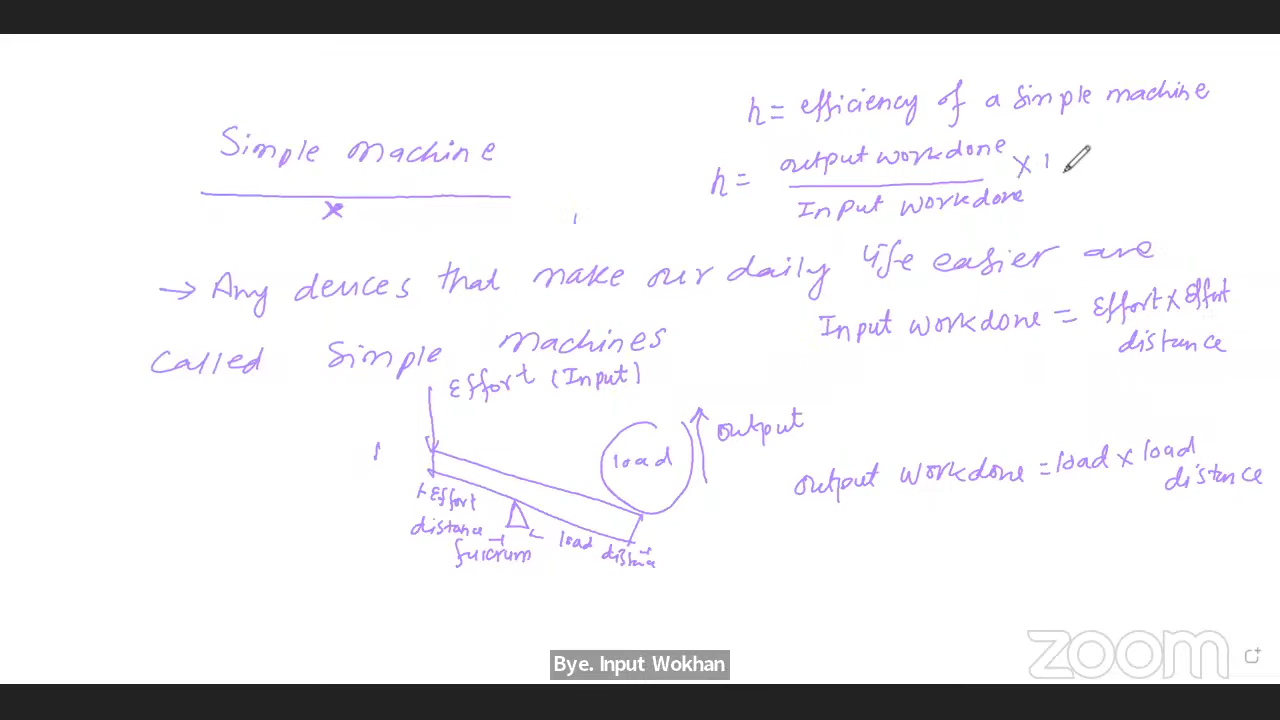 h = efficiency of a simple machine
Simple machine
h = output workdone / Input workdone × 1
→ Any devices that make our daily life easier are
called simple machines
Input workdone = Effort × Effort
distance
Effort (Input)
load
output
output workdone = load × load
distance
Effort
distance
fulcrum
load distance
zoom
Bye. Input Wokhan